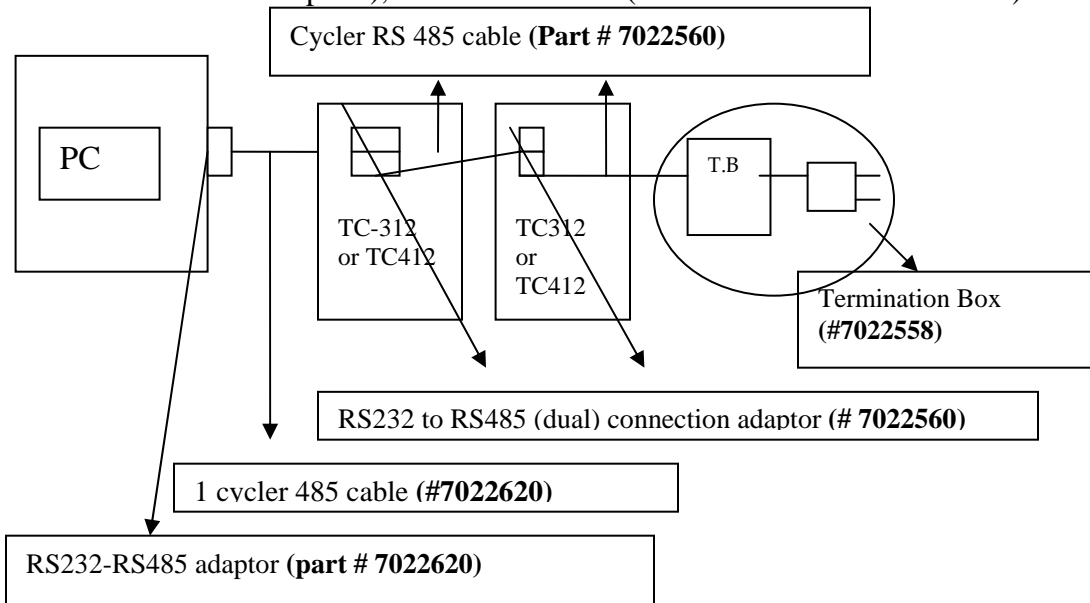 Cycler RS 485 cable (Part # 7022560)
PC
T.B
TC-312
or TC412
TC312
or
TC412
Termination Box
(#7022558)
RS232 to RS485 (dual) connection adaptor (# 7022560)
1 cycler 485 cable (#7022620)
RS232-RS485 adaptor (part # 7022620)